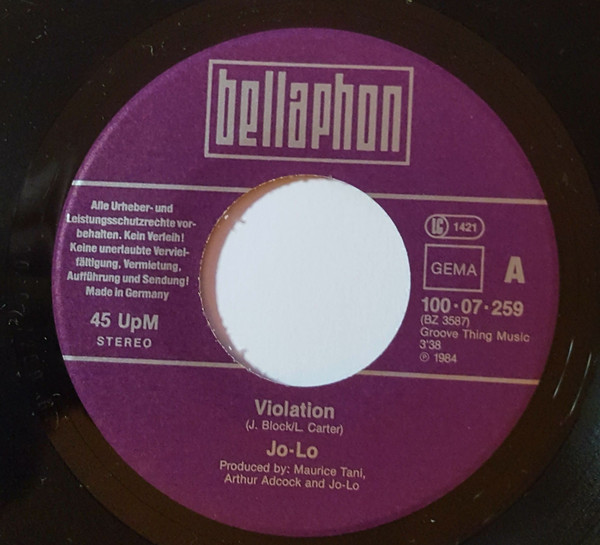 bellaphon
Alle Urheber- und
Leistungsschutzrechte vor-
behalten. Kein Verleih!
Keine unerlaubte Verviel-
fältigung, Vermietung,
Aufführung und Sendung!
Made in Germany
45 UpM
STEREO
LC 1421
GEMA
A
100·07·259
(BZ 3587)
Groove Thing Music
3'38
℗ 1984
Violation
(J. Block/L. Carter)
Jo-Lo
Produced by: Maurice Tani,
Arthur Adcock and Jo-Lo